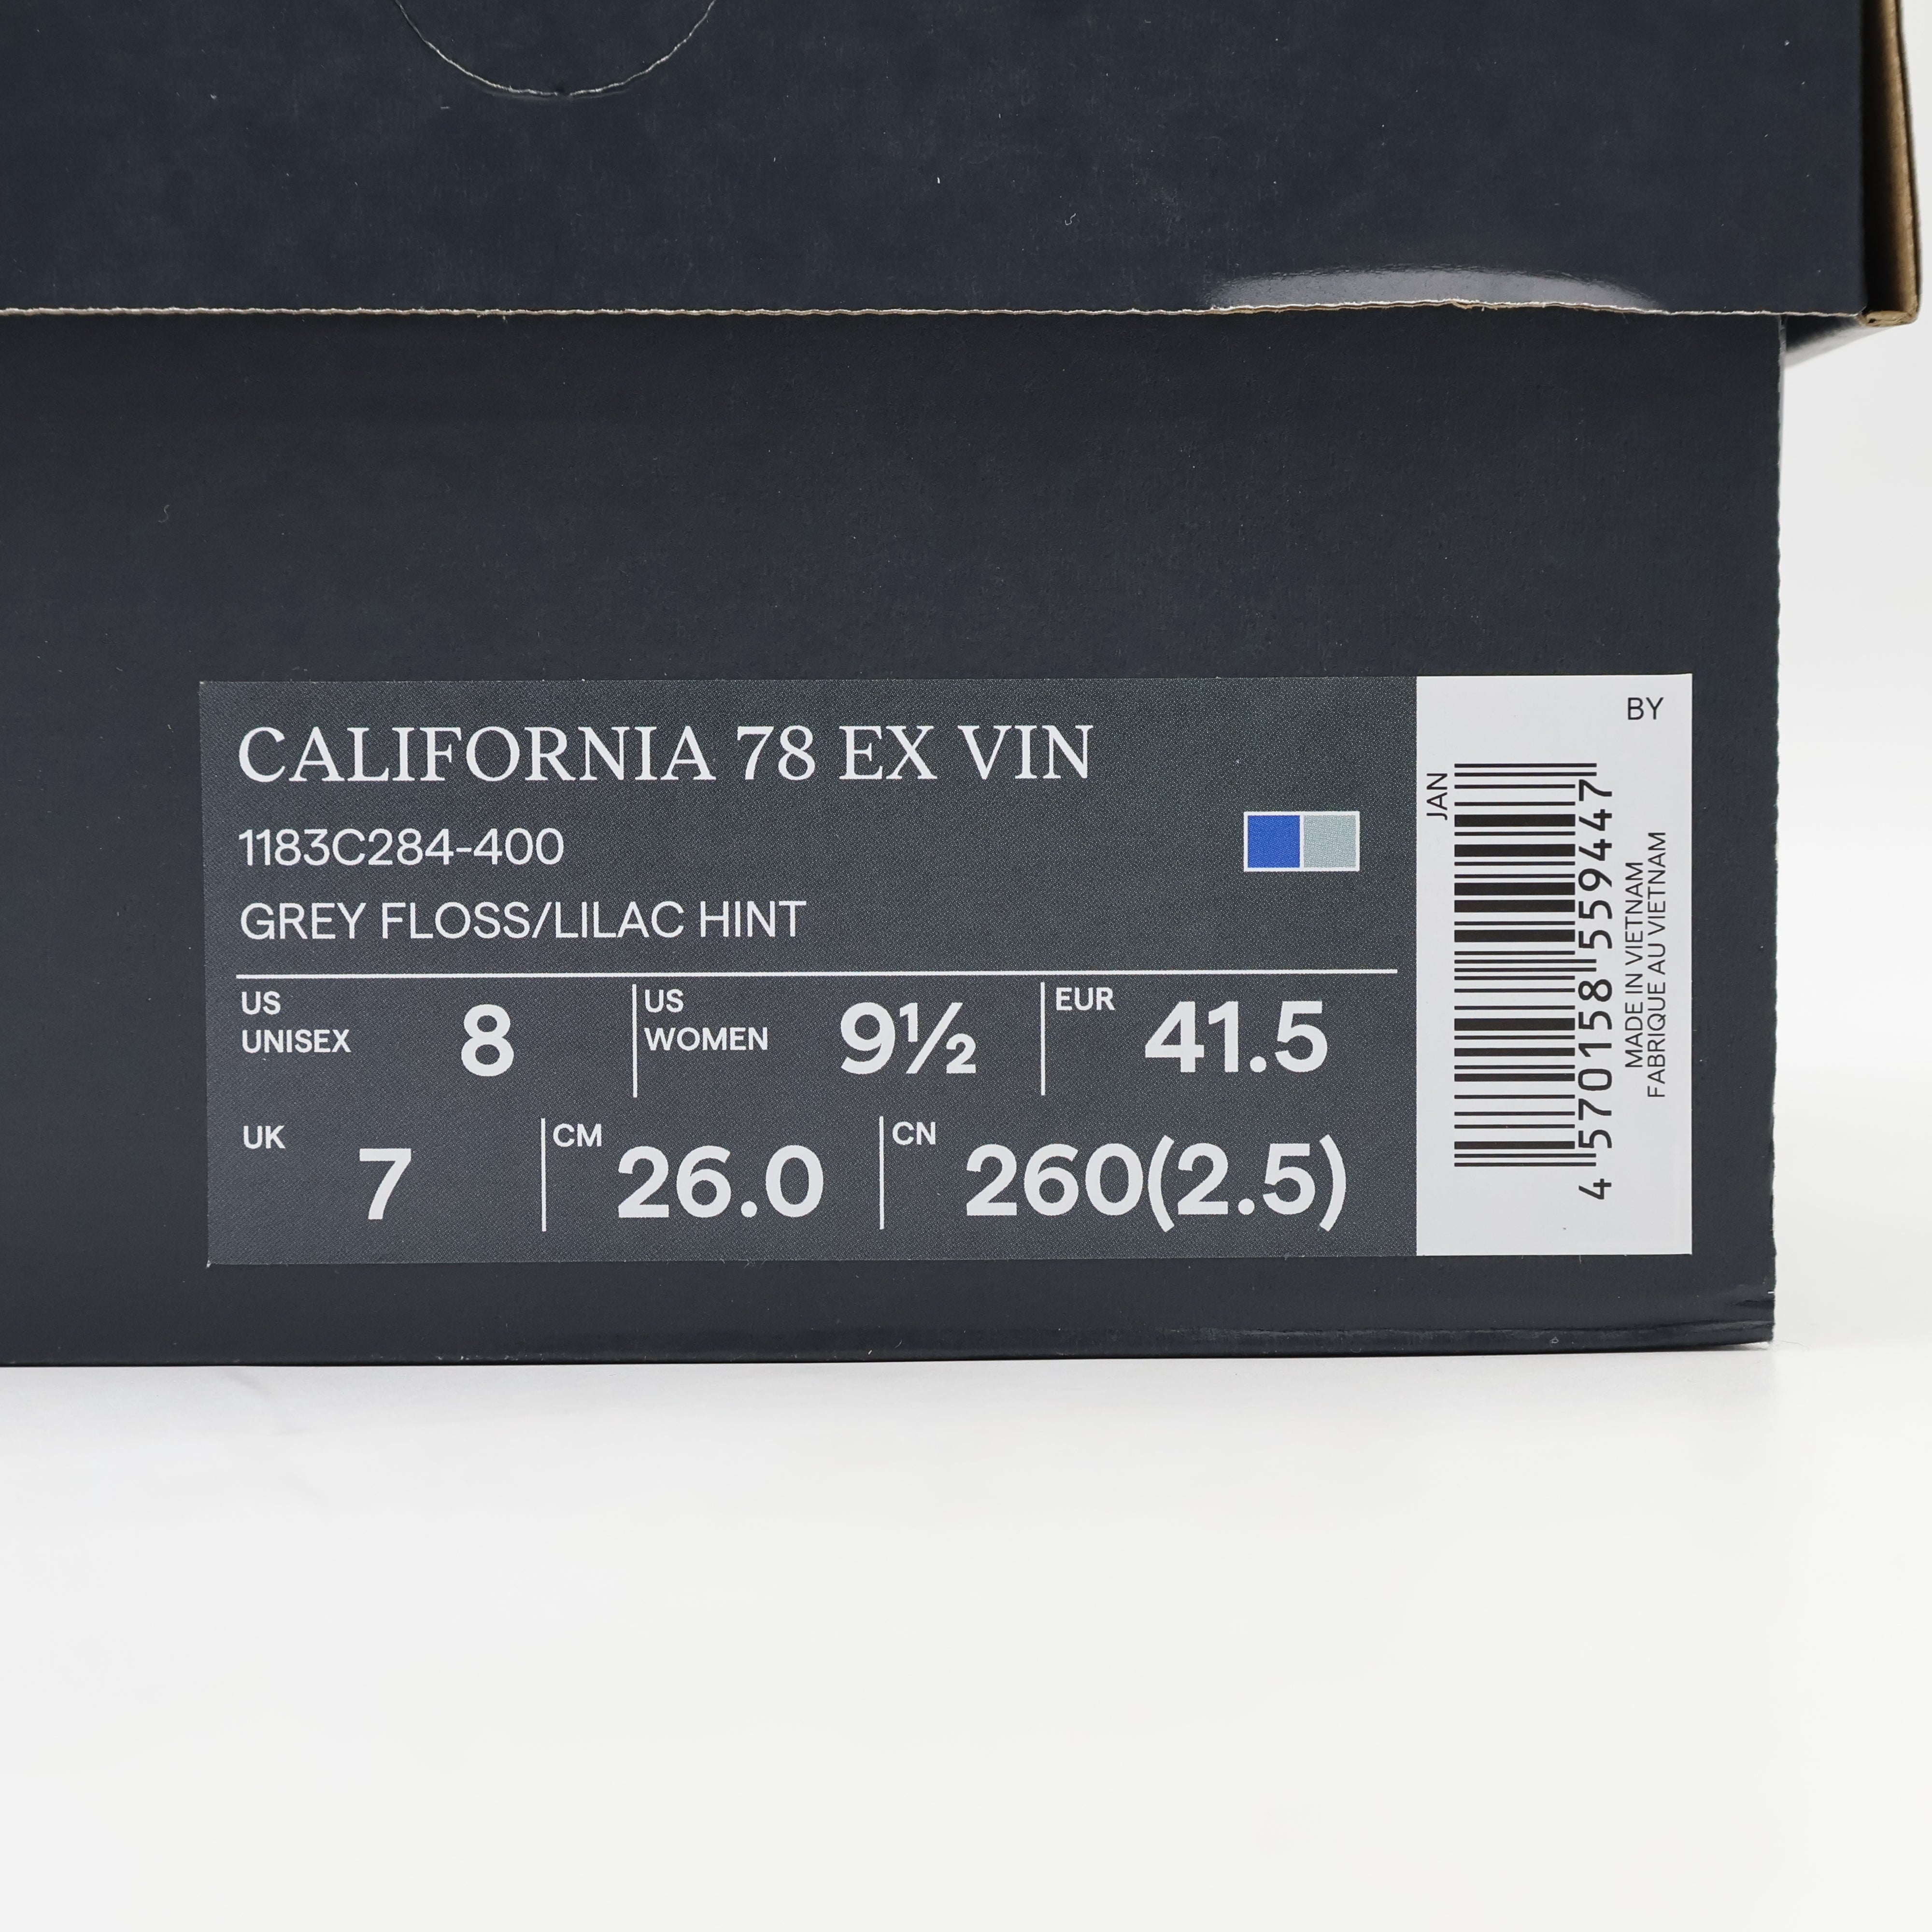 CALIFORNIA 78 EX VIN
1183C284-400
GREY FLOSS/LILAC HINT
US UNISEX 8 US WOMEN 9½ EUR 41.5
UK 7 CM 26.0 CN 260(2.5)
BY
JAN
4 570158 559447
MADE IN VIETNAM
FABRIQUE AU VIETNAM